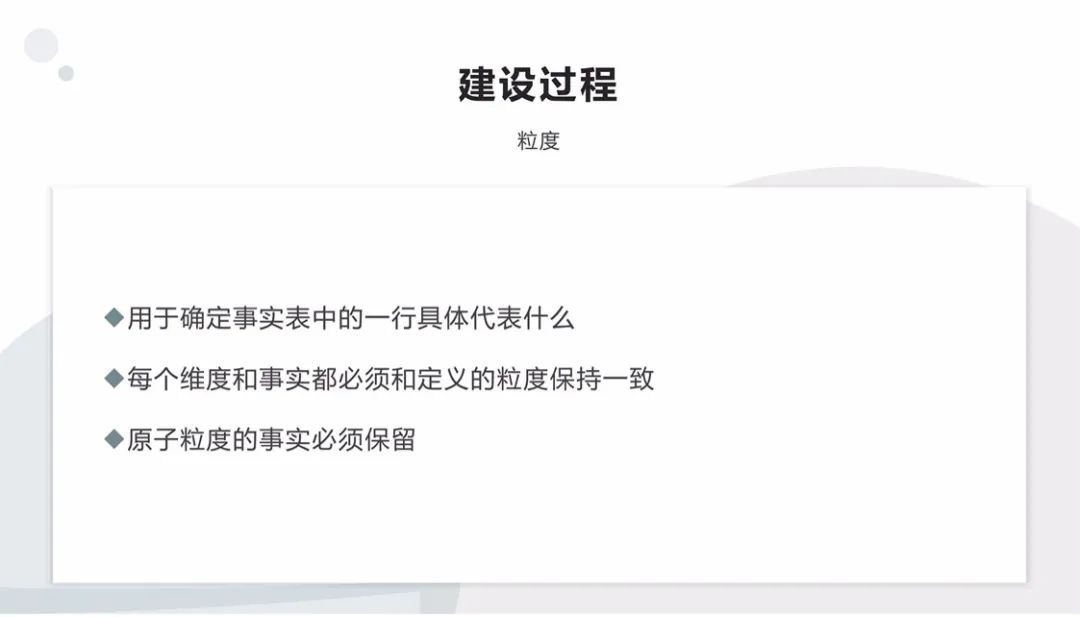 建设过程
粒度
◆用于确定事实表中的一行具体代表什么
◆每个维度和事实都必须和定义的粒度保持一致
◆原子粒度的事实必须保留